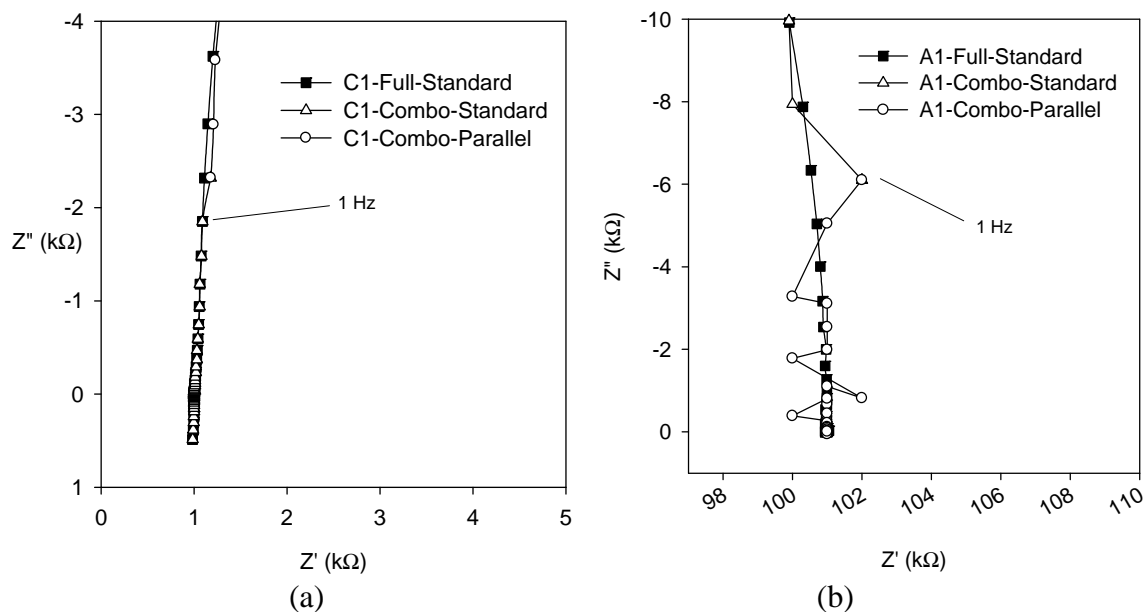 -4
-3
-2
-1
0
1
Z" (kΩ)
C1-Full-Standard
C1-Combo-Standard
C1-Combo-Parallel
1 Hz
0 1 2 3 4 5
Z' (kΩ)
(a)
-10
-8
-6
-4
-2
0
Z" (kΩ)
A1-Full-Standard
A1-Combo-Standard
A1-Combo-Parallel
1 Hz
98 100 102 104 106 108 110
Z' (kΩ)
(b)